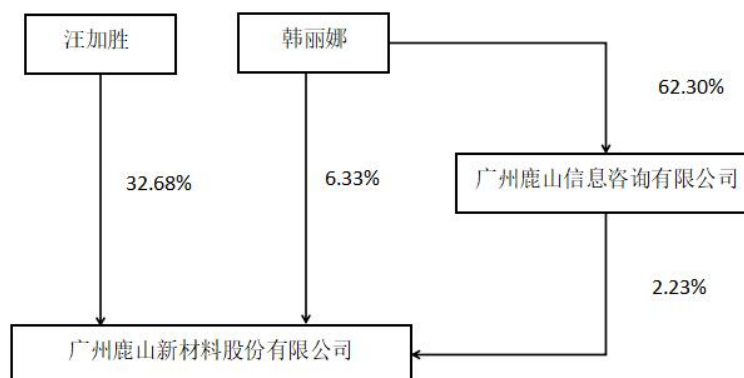 汪加胜
韩丽娜
62.30%
32.68%
6.33%
广州鹿山信息咨询有限公司
2.23%
广州鹿山新材料股份有限公司